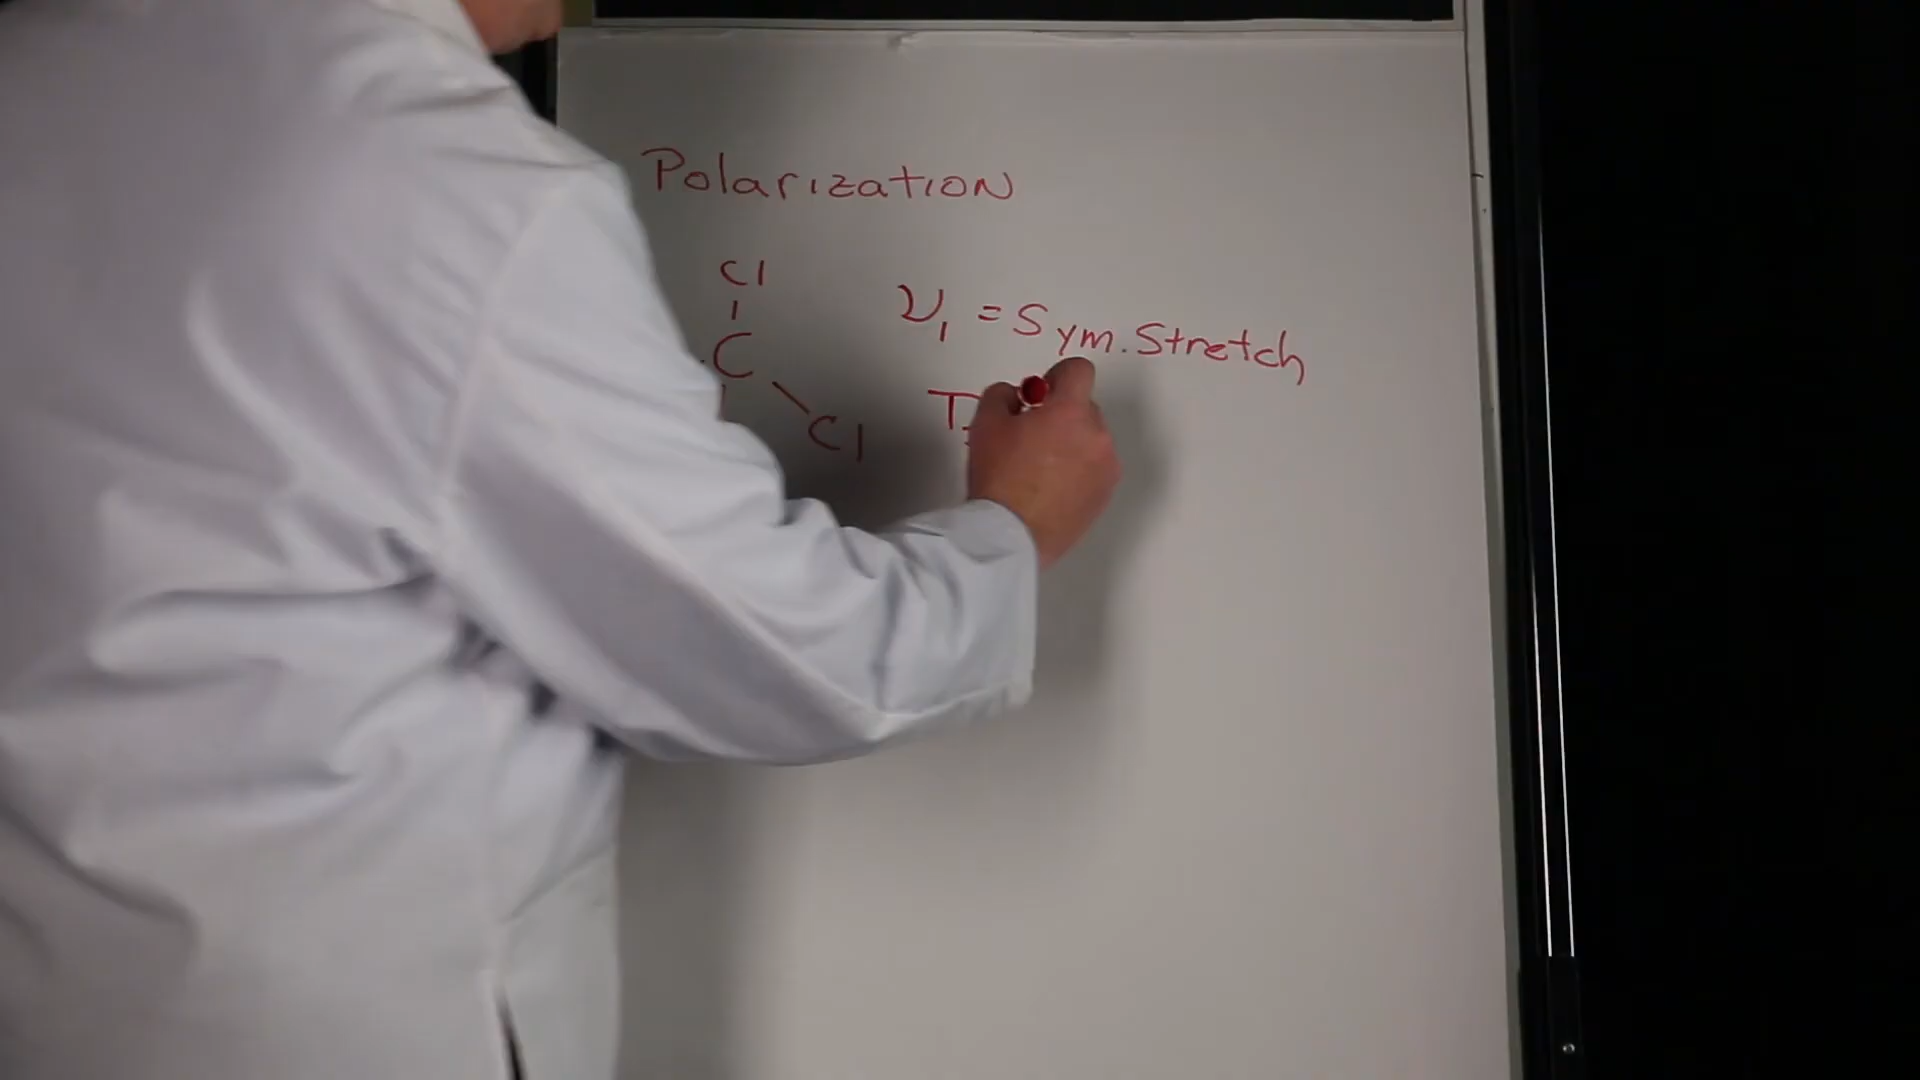 Polarization
Cl
C
Cl
ν₁ = Sym. Stretch
T